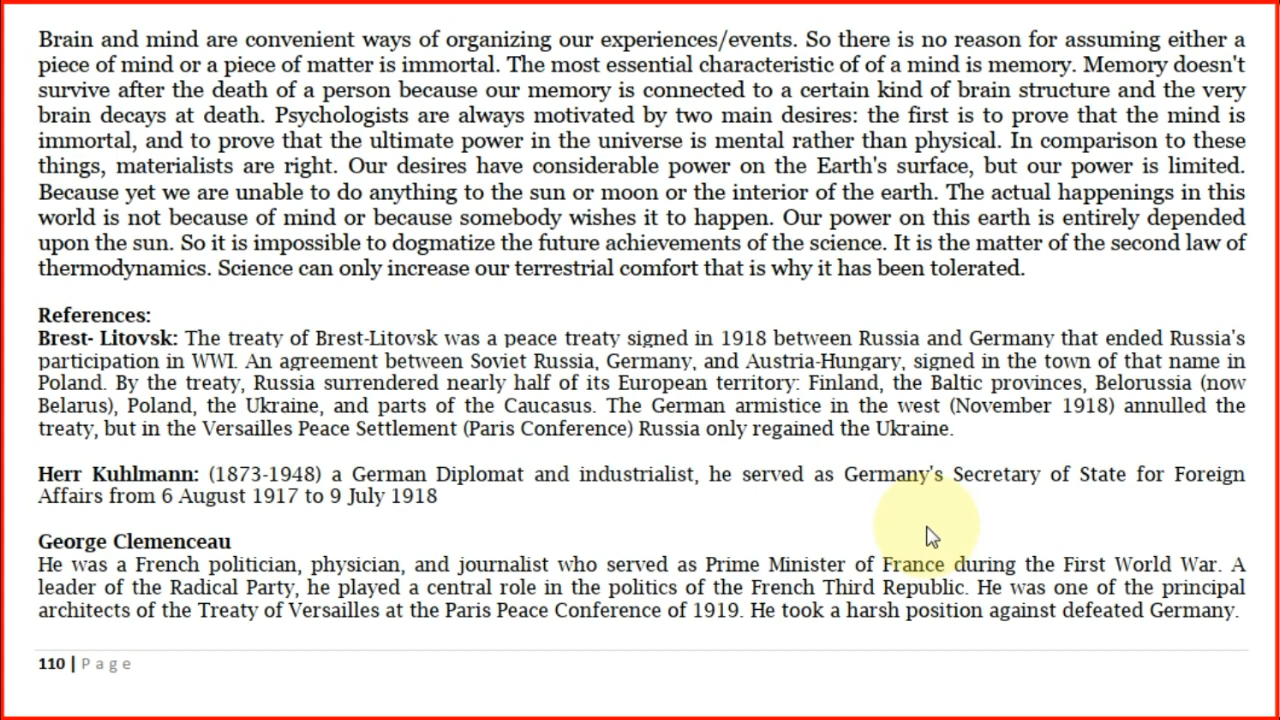 Brain and mind are convenient ways of organizing our experiences/events. So there is no reason for assuming either a
piece of mind or a piece of matter is immortal. The most essential characteristic of of a mind is memory. Memory doesn't
survive after the death of a person because our memory is connected to a certain kind of brain structure and the very
brain decays at death. Psychologists are always motivated by two main desires: the first is to prove that the mind is
immortal, and to prove that the ultimate power in the universe is mental rather than physical. In comparison to these
things, materialists are right. Our desires have considerable power on the Earth's surface, but our power is limited.
Because yet we are unable to do anything to the sun or moon or the interior of the earth. The actual happenings in this
world is not because of mind or because somebody wishes it to happen. Our power on this earth is entirely depended
upon the sun. So it is impossible to dogmatize the future achievements of the science. It is the matter of the second law of
thermodynamics. Science can only increase our terrestrial comfort that is why it has been tolerated.
References:
Brest- Litovsk: The treaty of Brest-Litovsk was a peace treaty signed in 1918 between Russia and Germany that ended Russia's
participation in WWI. An agreement between Soviet Russia, Germany, and Austria-Hungary, signed in the town of that name in
Poland. By the treaty, Russia surrendered nearly half of its European territory: Finland, the Baltic provinces, Belorussia (now
Belarus), Poland, the Ukraine, and parts of the Caucasus. The German armistice in the west (November 1918) annulled the
treaty, but in the Versailles Peace Settlement (Paris Conference) Russia only regained the Ukraine.
Herr Kuhlmann: (1873-1948) a German Diplomat and industrialist, he served as Germany's Secretary of State for Foreign
Affairs from 6 August 1917 to 9 July 1918
George Clemenceau
He was a French politician, physician, and journalist who served as Prime Minister of France during the First World War. A
leader of the Radical Party, he played a central role in the politics of the French Third Republic. He was one of the principal
architects of the Treaty of Versailles at the Paris Peace Conference of 1919. He took a harsh position against defeated Germany.
110 | Page